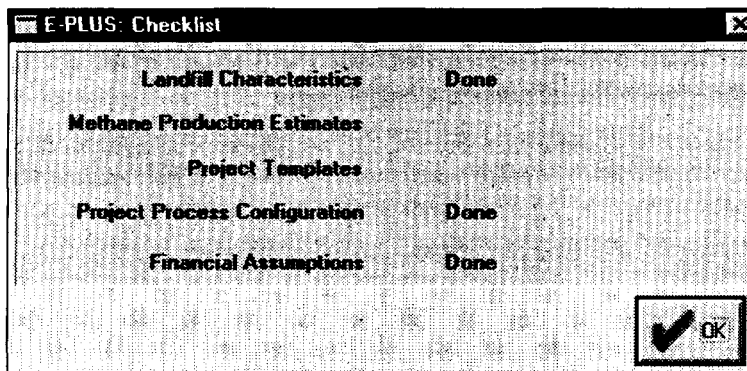 E-PLUS: Checklist
Landfill Characteristics Done
Methane Production Estimates
Project Templates
Project Process Configuration Done
Financial Assumptions Done
OK